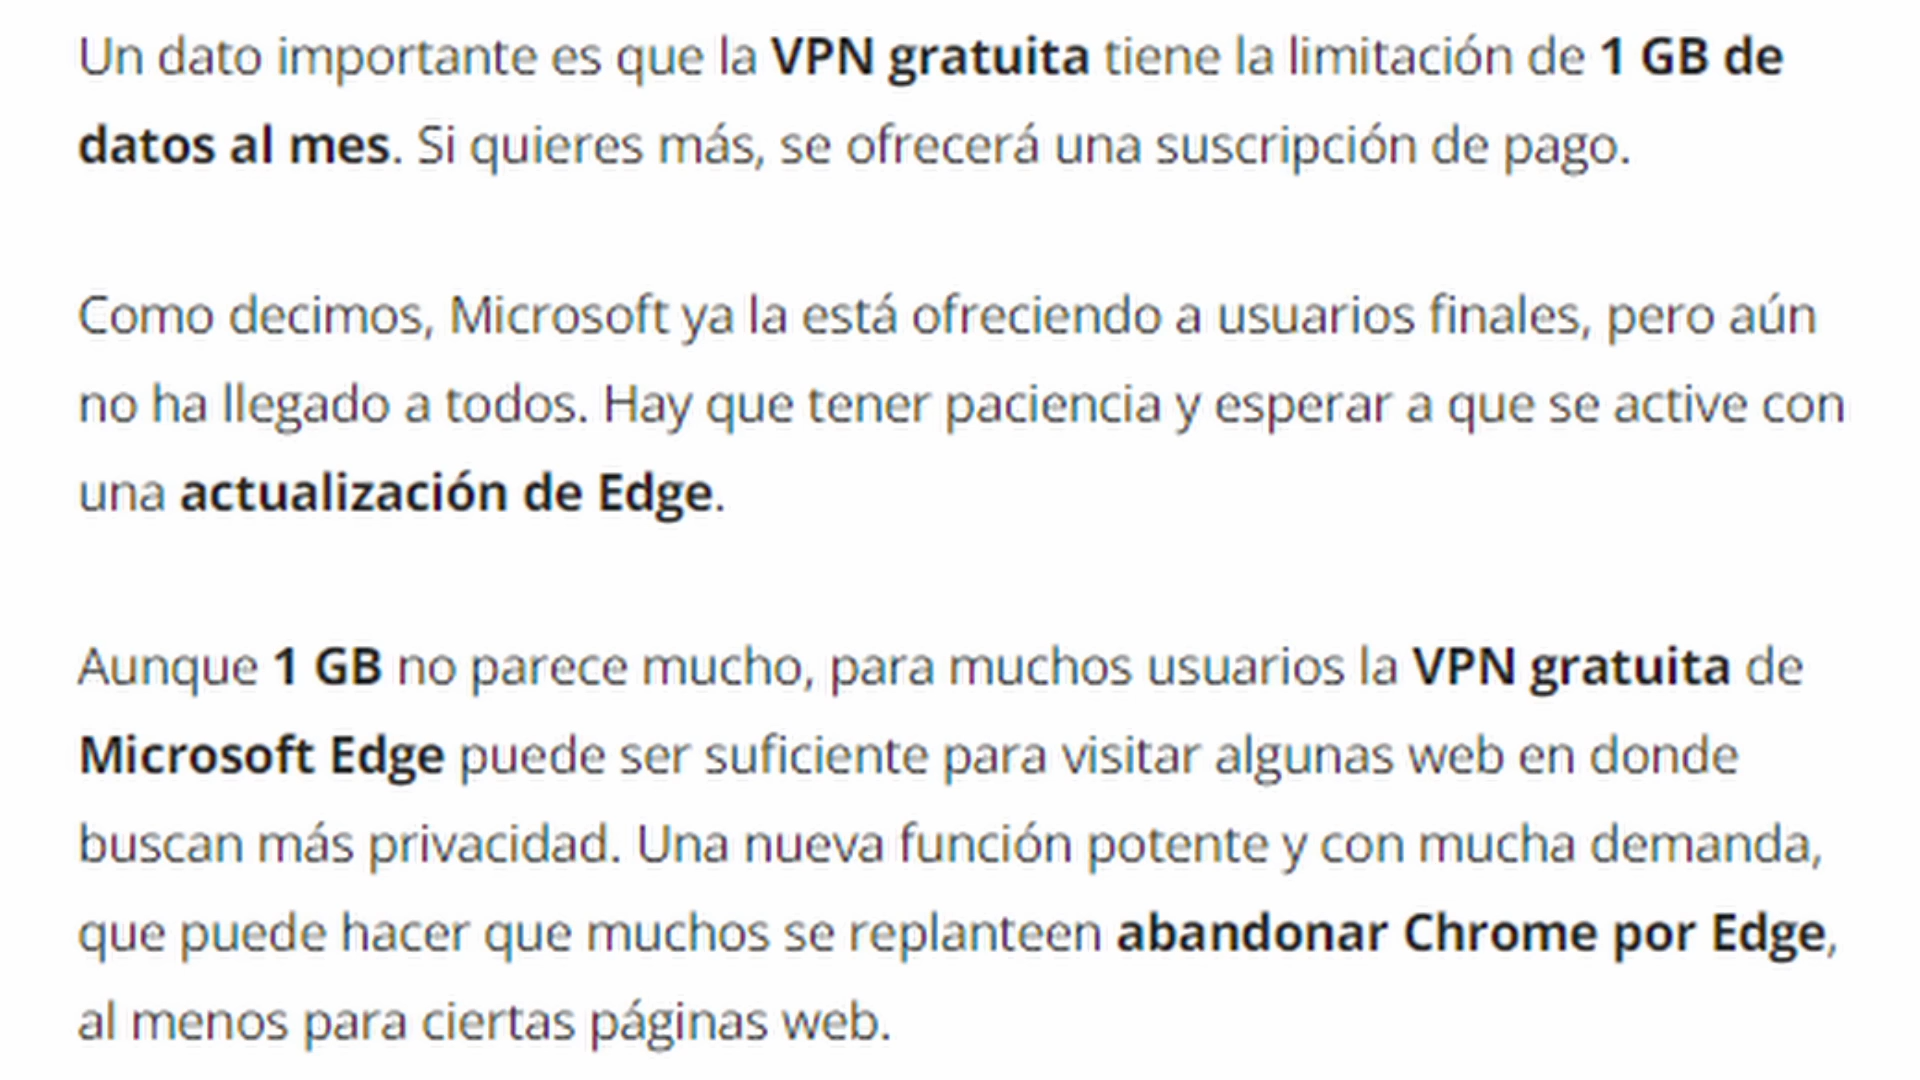 Un dato importante es que la VPN gratuita tiene la limitación de 1 GB de
datos al mes. Si quieres más, se ofrecerá una suscripción de pago.
Como decimos, Microsoft ya la está ofreciendo a usuarios finales, pero aún
no ha llegado a todos. Hay que tener paciencia y esperar a que se active con
una actualización de Edge.
Aunque 1 GB no parece mucho, para muchos usuarios la VPN gratuita de
Microsoft Edge puede ser suficiente para visitar algunas web en donde
buscan más privacidad. Una nueva función potente y con mucha demanda,
que puede hacer que muchos se replanteen abandonar Chrome por Edge,
al menos para ciertas páginas web.